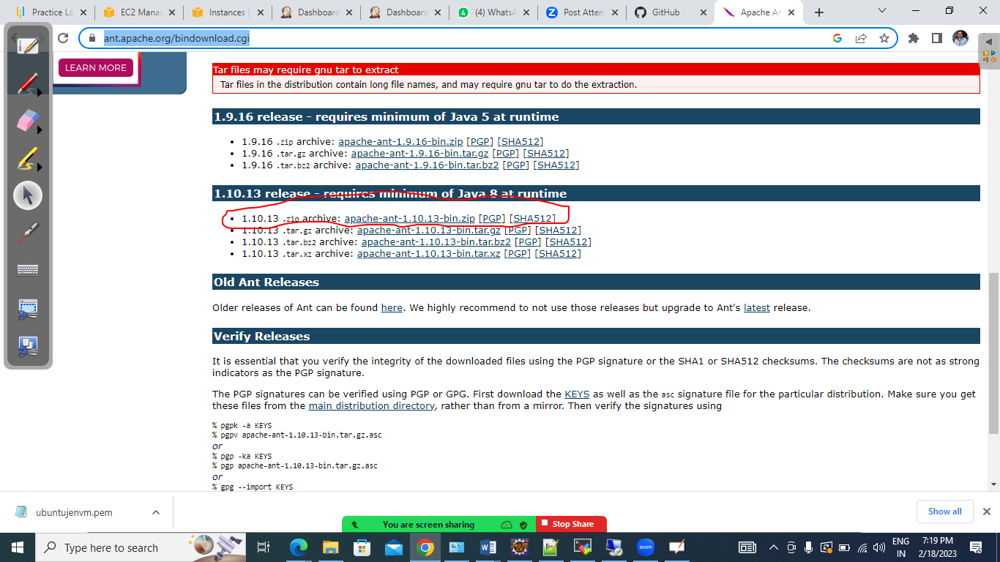 Practice La
EC2 Manag
Instances |
Dashboard
Dashboard
(4) WhatsA
Post Atten
GitHub
Apache An
ant.apache.org/bindownload.cgi
LEARN MORE
Tar files may require gnu tar to extract
Tar files in the distribution contain long file names, and may require gnu tar to do the extraction.
1.9.16 release - requires minimum of Java 5 at runtime
1.9.16 .zip archive: apache-ant-1.9.16-bin.zip [PGP] [SHA512]
1.9.16 .tar.gz archive: apache-ant-1.9.16-bin.tar.gz [PGP] [SHA512]
1.9.16 .tar.bz2 archive: apache-ant-1.9.16-bin.tar.bz2 [PGP] [SHA512]
1.10.13 release - requires minimum of Java 8 at runtime
1.10.13 .zip archive: apache-ant-1.10.13-bin.zip [PGP] [SHA512]
1.10.13 .tar.gz archive: apache-ant-1.10.13-bin.tar.gz [PGP] [SHA512]
1.10.13 .tar.bz2 archive: apache-ant-1.10.13-bin.tar.bz2 [PGP] [SHA512]
1.10.13 .tar.xz archive: apache-ant-1.10.13-bin.tar.xz [PGP] [SHA512]
Old Ant Releases
Older releases of Ant can be found here. We highly recommend to not use those releases but upgrade to Ant's latest release.
Verify Releases
It is essential that you verify the integrity of the downloaded files using the PGP signature or the SHA1 or SHA512 checksums. The checksums are not as strong
indicators as the PGP signature.
The PGP signatures can be verified using PGP or GPG. First download the KEYS as well as the asc signature file for the particular distribution. Make sure you get
these files from the main distribution directory, rather than from a mirror. Then verify the signatures using
% pgpk -a KEYS
% pgpv apache-ant-1.10.13-bin.tar.gz.asc
or
% pgp -ka KEYS
% pgp apache-ant-1.10.13-bin.tar.gz.asc
or
% gpg --import KEYS
ubuntujenvm.pem
Show all
You are screen sharing
Stop Share
Type here to search
zoom
ENG
IN
7:19 PM
2/18/2023